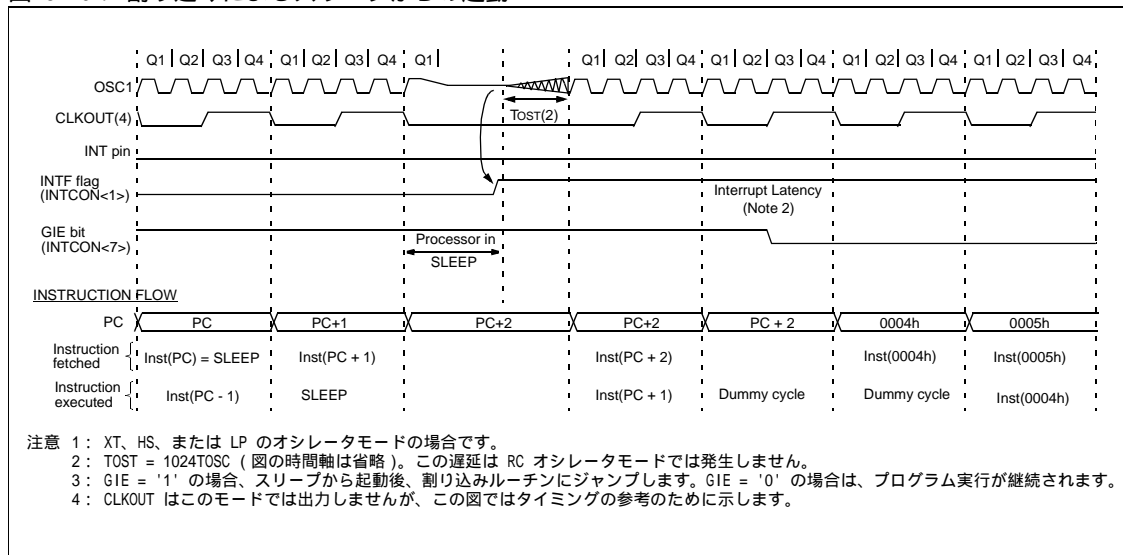 Q1 Q2 Q3 Q4 Q1 Q2 Q3 Q4 Q1 Q1 Q2 Q3 Q4 Q1 Q2 Q3 Q4 Q1 Q2 Q3 Q4 Q1 Q2 Q3 Q4
OSC1
TOST(2)
CLKOUT(4)
INT pin
INTF flag
(INTCON<1>)
Interrupt Latency
(Note 2)
GIE bit
(INTCON<7>)
Processor in
SLEEP
INSTRUCTION FLOW
PC PC PC+1 PC+2 PC+2 PC + 2 0004h 0005h
Instruction
fetched
Inst(PC) = SLEEP Inst(PC + 1) Inst(PC + 2) Inst(0004h) Inst(0005h)
Instruction
executed
Inst(PC - 1) SLEEP Inst(PC + 1) Dummy cycle Dummy cycle Inst(0004h)
注意 1: XT、HS、または LP のオシレータモードの場合です。
2: TOST = 1024TOSC ( 図の時間軸は省略 )。この遅延は RC オシレータモードでは発生しません。
3: GIE = '1' の場合、スリープから起動後、割り込みルーチンにジャンプします。GIE = '0' の場合は、プログラム実行が継続されます。
4: CLKOUT はこのモードでは出力しませんが、この図ではタイミングの参考のために示します。